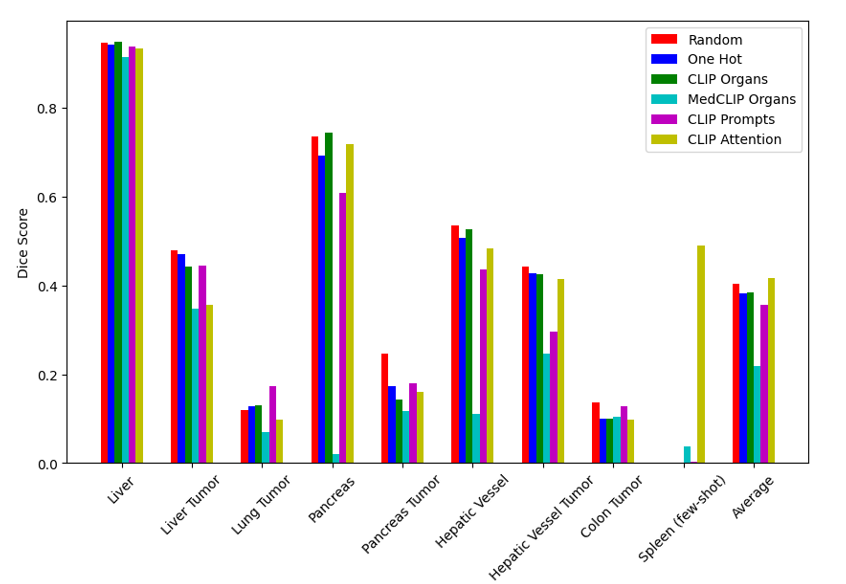 Random
One Hot
CLIP Organs
MedCLIP Organs
CLIP Prompts
CLIP Attention
Dice Score
0.8
0.6
0.4
0.2
0.0
Liver
Liver Tumor
Lung Tumor
Pancreas
Pancreas Tumor
Hepatic Vessel
Hepatic Vessel Tumor
Colon Tumor
Spleen (few-shot)
Average